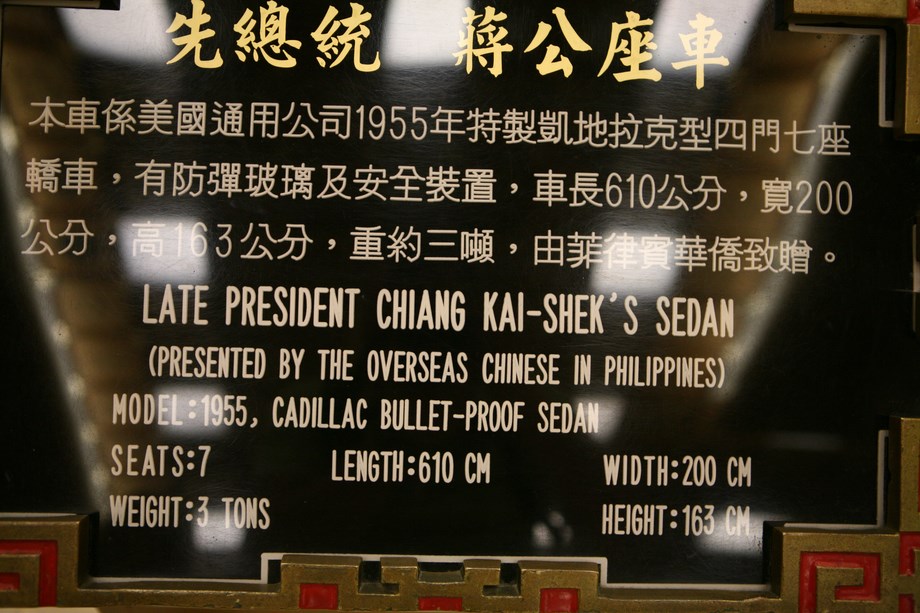 先總統 蔣公座車
本車係美國通用公司1955年特製凱地拉克型四門七座
轎車，有防彈玻璃及安全裝置，車長610公分，寬200
公分，高163公分，重約三噸，由菲律賓華僑致贈。
LATE PRESIDENT CHIANG KAI-SHEK'S SEDAN
(PRESENTED BY THE OVERSEAS CHINESE IN PHILIPPINES)
MODEL:1955, CADILLAC BULLET-PROOF SEDAN
SEATS:7 LENGTH:610 CM WIDTH:200 CM
WEIGHT:3 TONS HEIGHT:163 CM